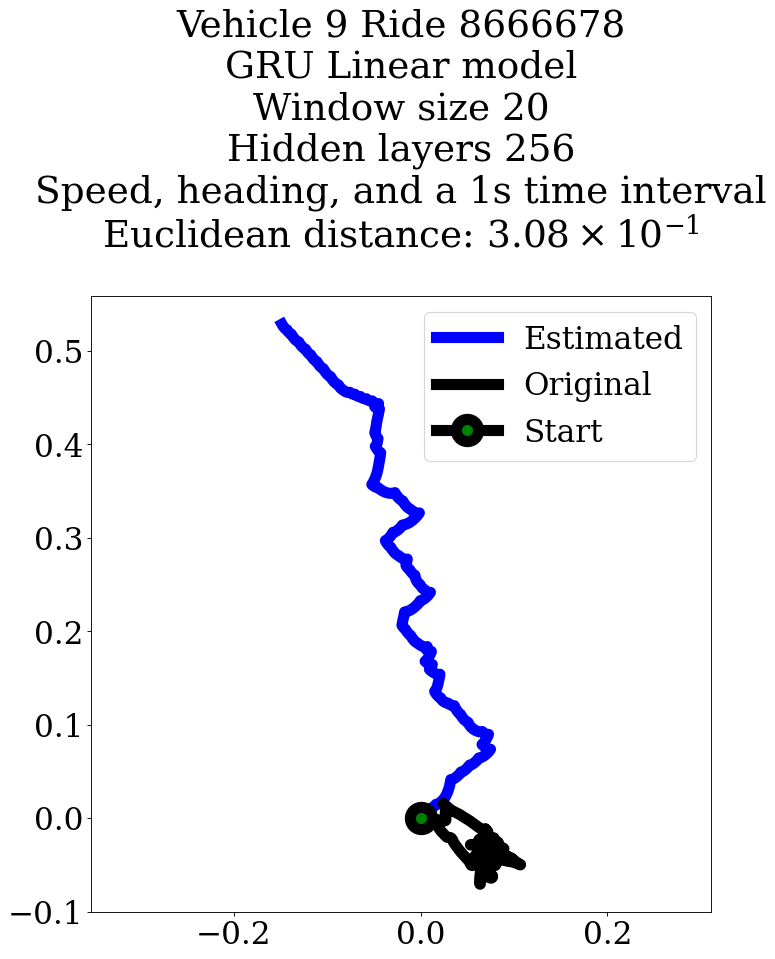 Vehicle 9 Ride 8666678
GRU Linear model
Window size 20
Hidden layers 256
Speed, heading, and a 1s time interval
Euclidean distance: 3.08 × 10⁻¹
Estimated
Original
Start
0.5
0.4
0.3
0.2
0.1
0.0
−0.1
−0.2 0.0 0.2